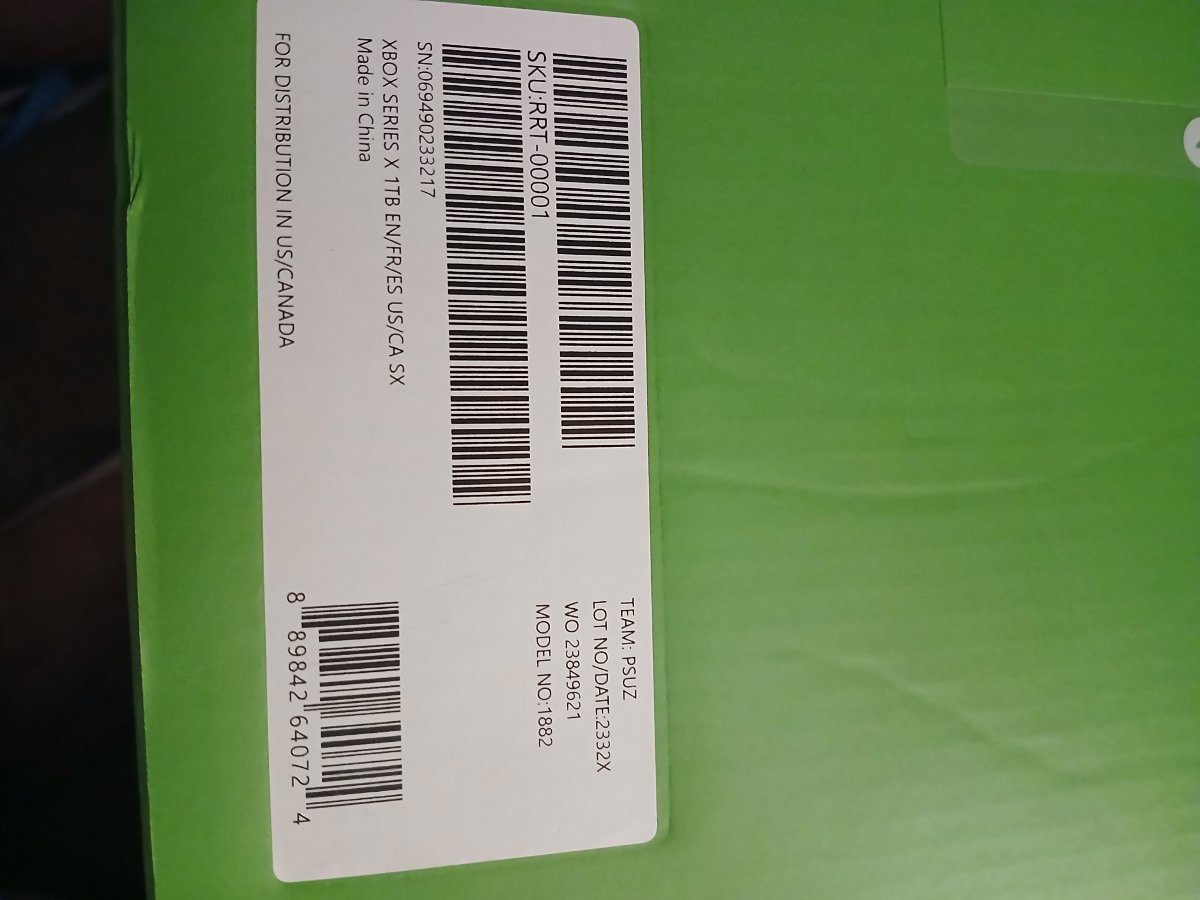 SKU:RRT-00001
SN:069490233217
XBOX SERIES X 1TB EN/FR/ES US/CA SX
Made in China
FOR DISTRIBUTION IN US/CANADA
TEAM: PSUZ
LOT NO/DATE:2332X
WO 23849621
MODEL NO:1882
8 89842 64072 4